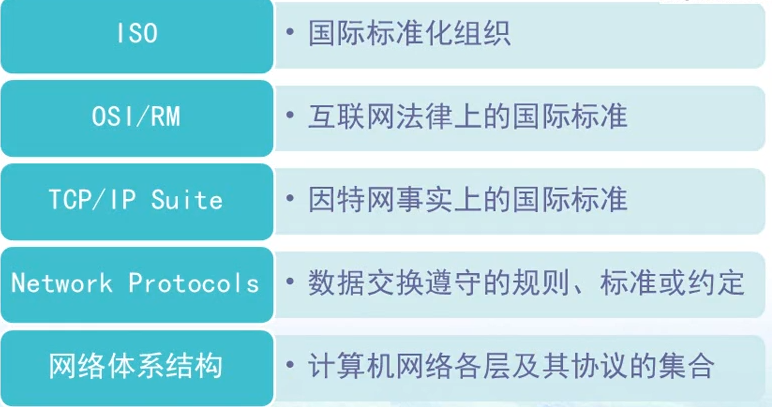 ISO
• 国际标准化组织
OSI/RM
• 互联网法律上的国际标准
TCP/IP Suite
• 因特网事实上的国际标准
Network Protocols
• 数据交换遵守的规则、标准或约定
网络体系结构
• 计算机网络各层及其协议的集合